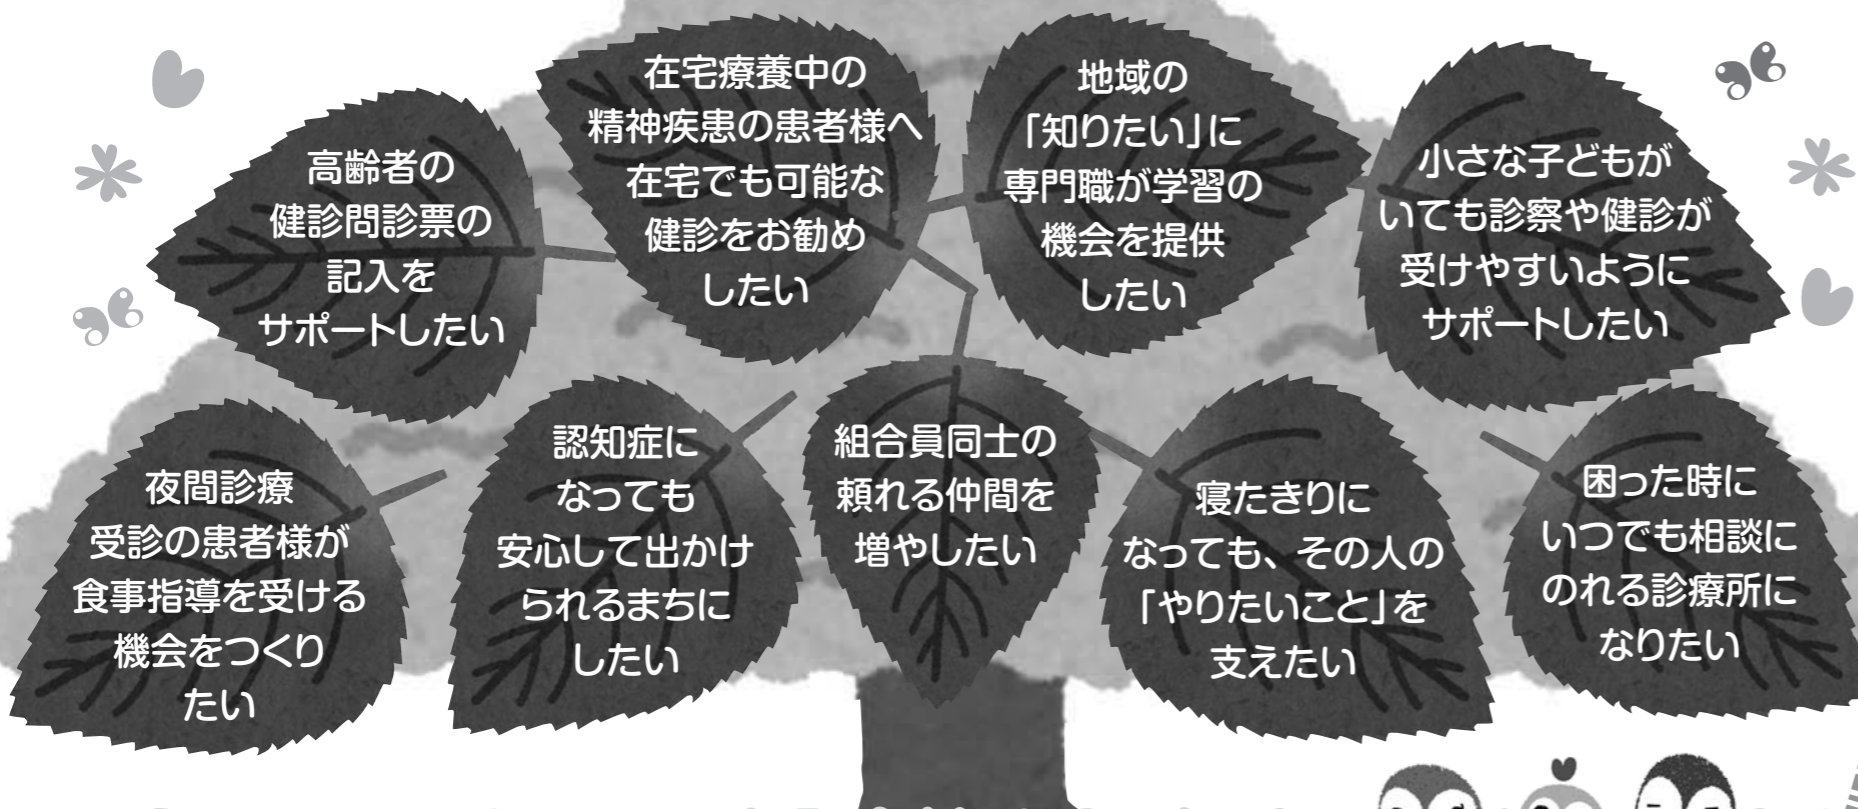 高齢者の
健診問診票の
記入を
サポートしたい
在宅療養中の
精神疾患の患者様へ
在宅でも可能な
健診をお勧め
したい
地域の
「知りたい」に
専門職が学習の
機会を提供
したい
小さな子どもが
いても診察や健診が
受けやすいように
サポートしたい
夜間診療
受診の患者様が
食事指導を受ける
機会をつくり
たい
認知症に
なっても
安心して出かけ
られるまちに
したい
組合員同士の
頼れる仲間を
増やしたい
寝たきりに
なっても、その人の
「やりたいこと」を
支えたい
困った時に
いつでも相談に
のれる診療所に
なりたい